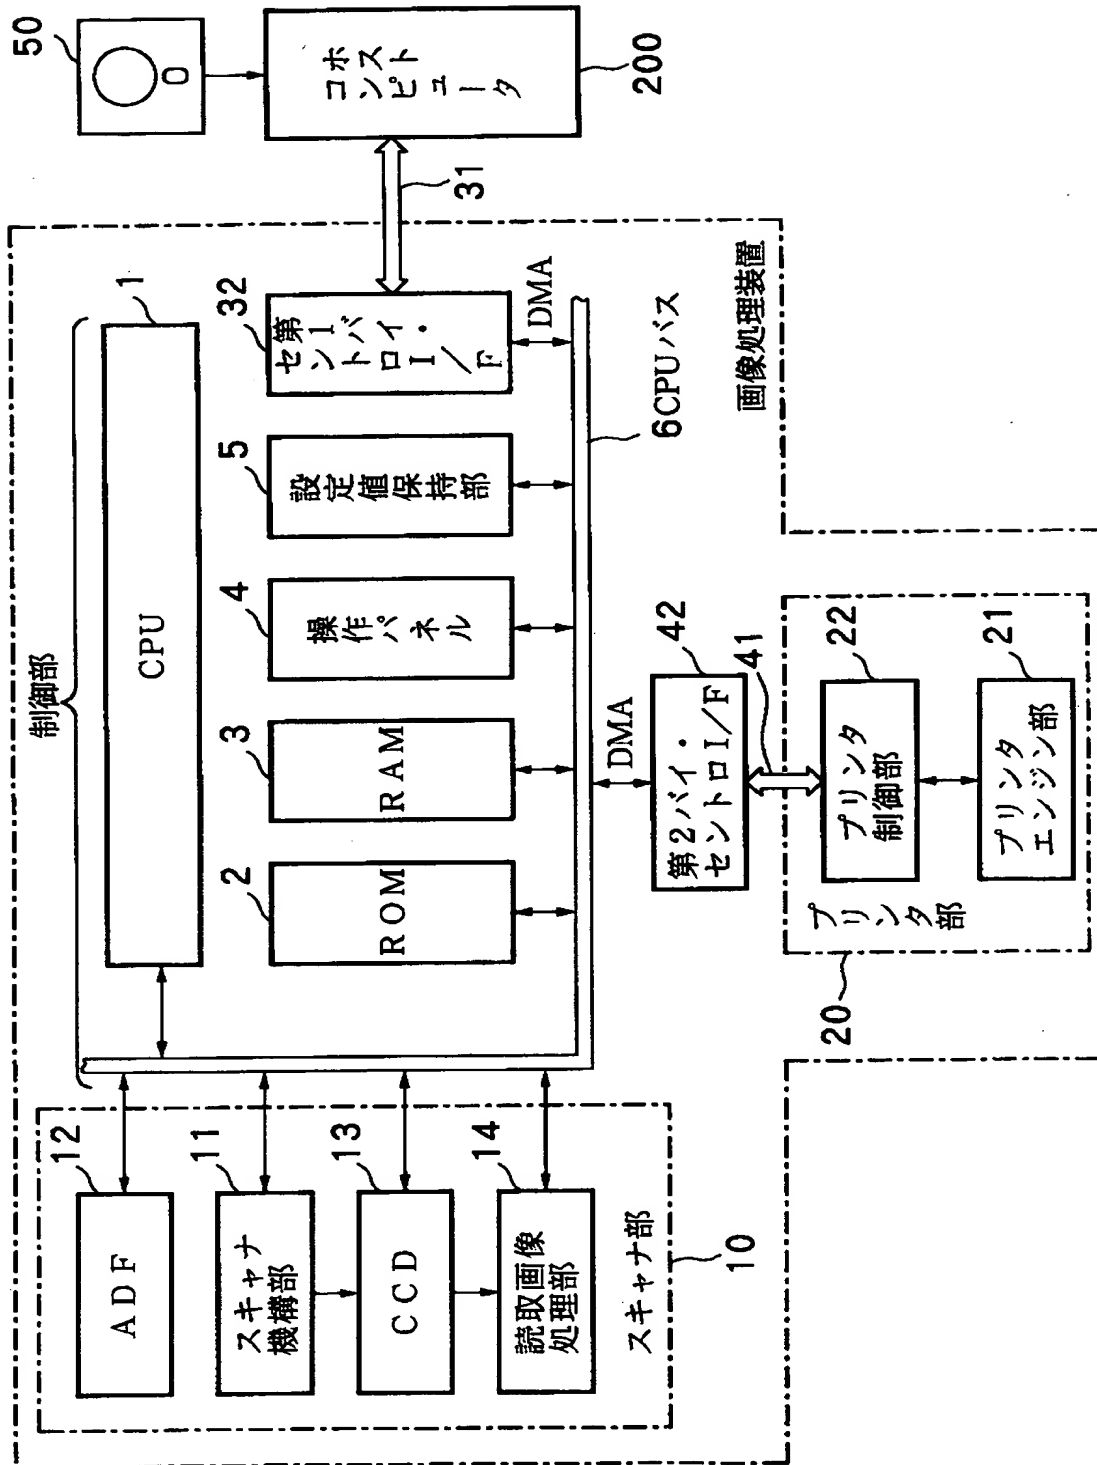 50
ホスト
コンピュータ
200
31
制御部
CPU
1
32
第1バイ・
セントロ
I/F
DMA
5
設定値保持部
4
操作パネル
3
RAM
2
ROM
6CPUバス
画像処理装置
DMA
42
第2バイ・
セントロI/F
41
22
プリンタ
制御部
21
プリンタ
エンジン部
プリンタ部
20
12
ADF
11
スキャナ
機構部
13
CCD
14
読取画像
処理部
スキャナ部
10